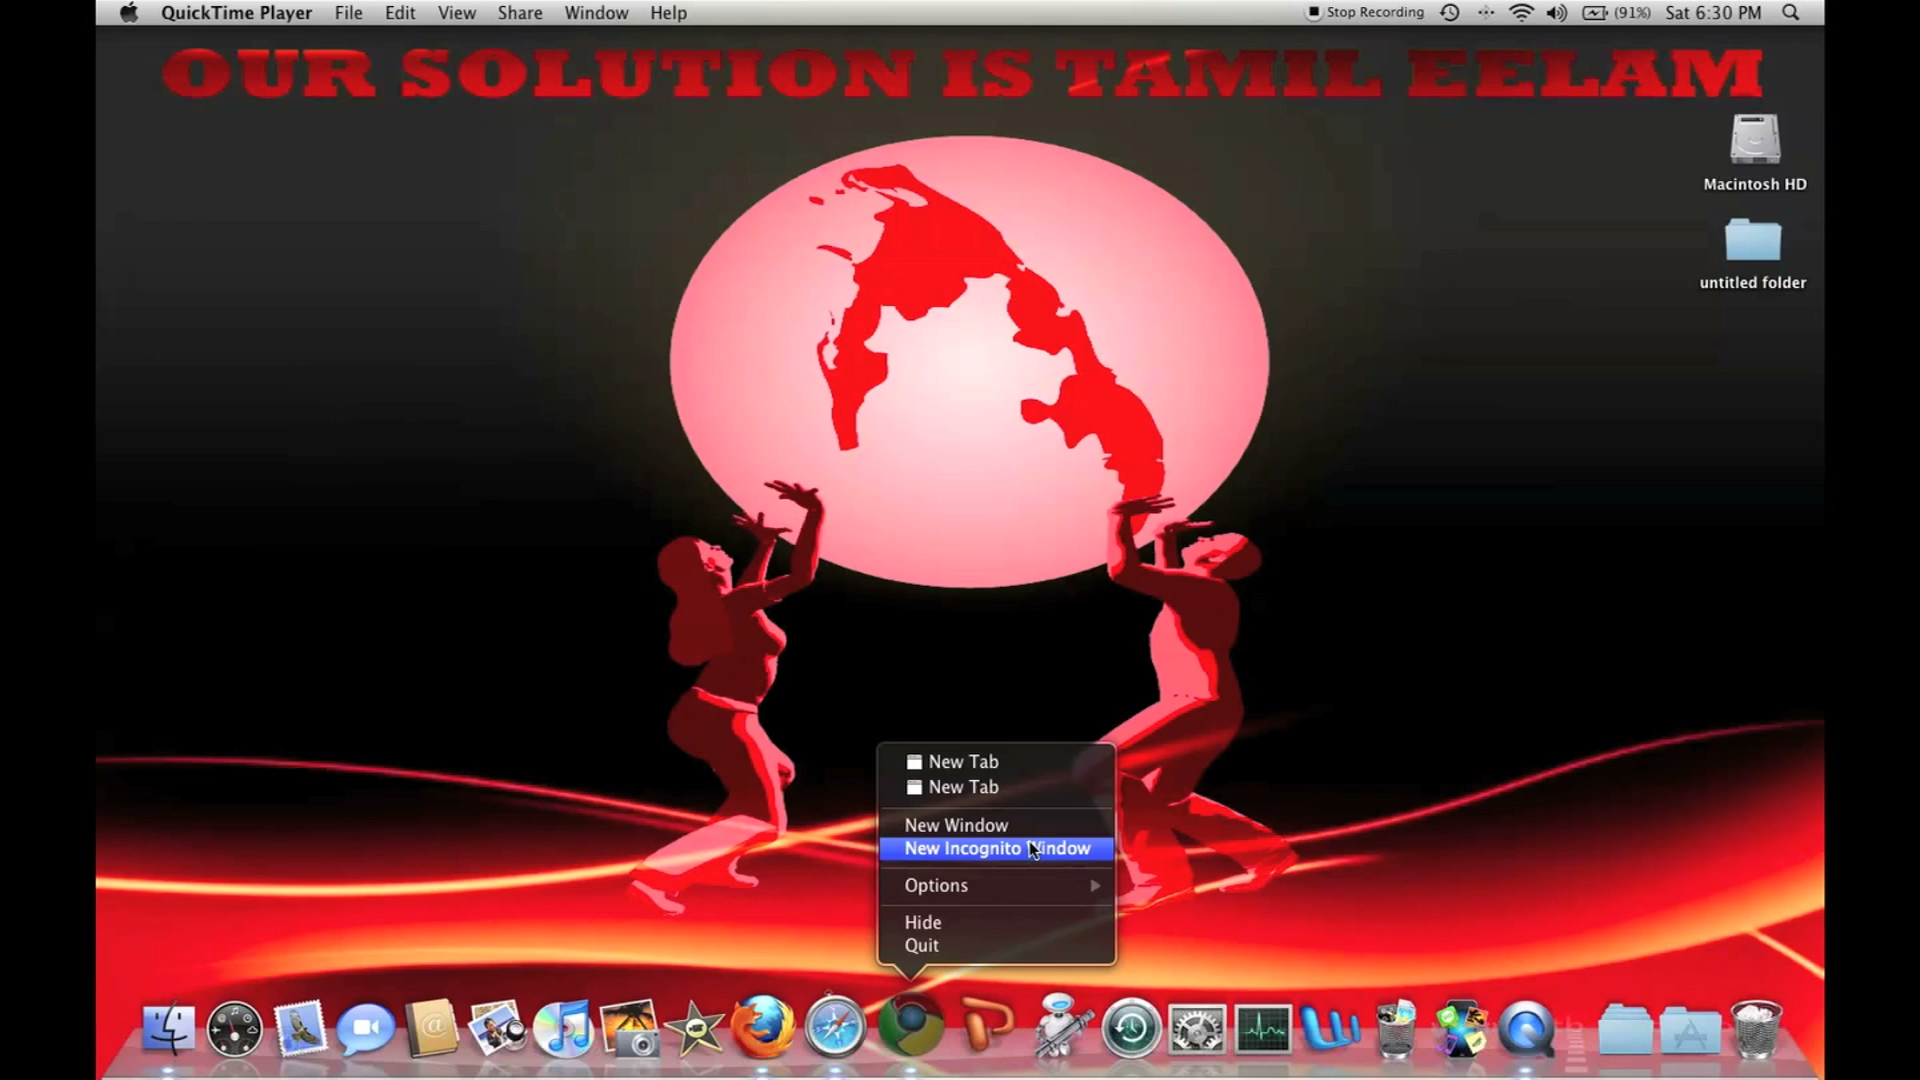 QuickTime Player File Edit View Share Window Help Stop Recording (91%) Sat 6:30 PM
OUR SOLUTION IS TAMIL EELAM
Macintosh HD
untitled folder
New Tab
New Tab
New Window
New Incognito Window
Options
Hide
Quit